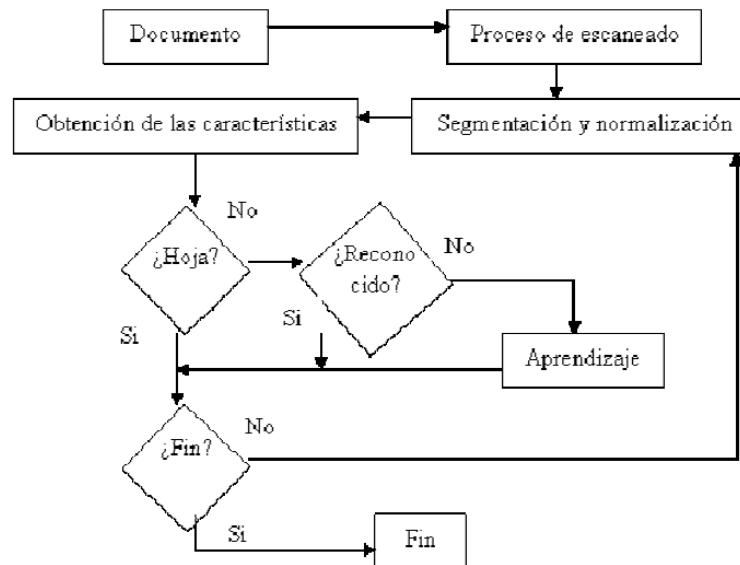 Documento
Proceso de escaneado
Obtención de las características
Segmentación y normalización
No
¿Hoja?
¿Recono
cido?
No
Si
Si
Aprendizaje
¿Fin?
No
Si
Fin